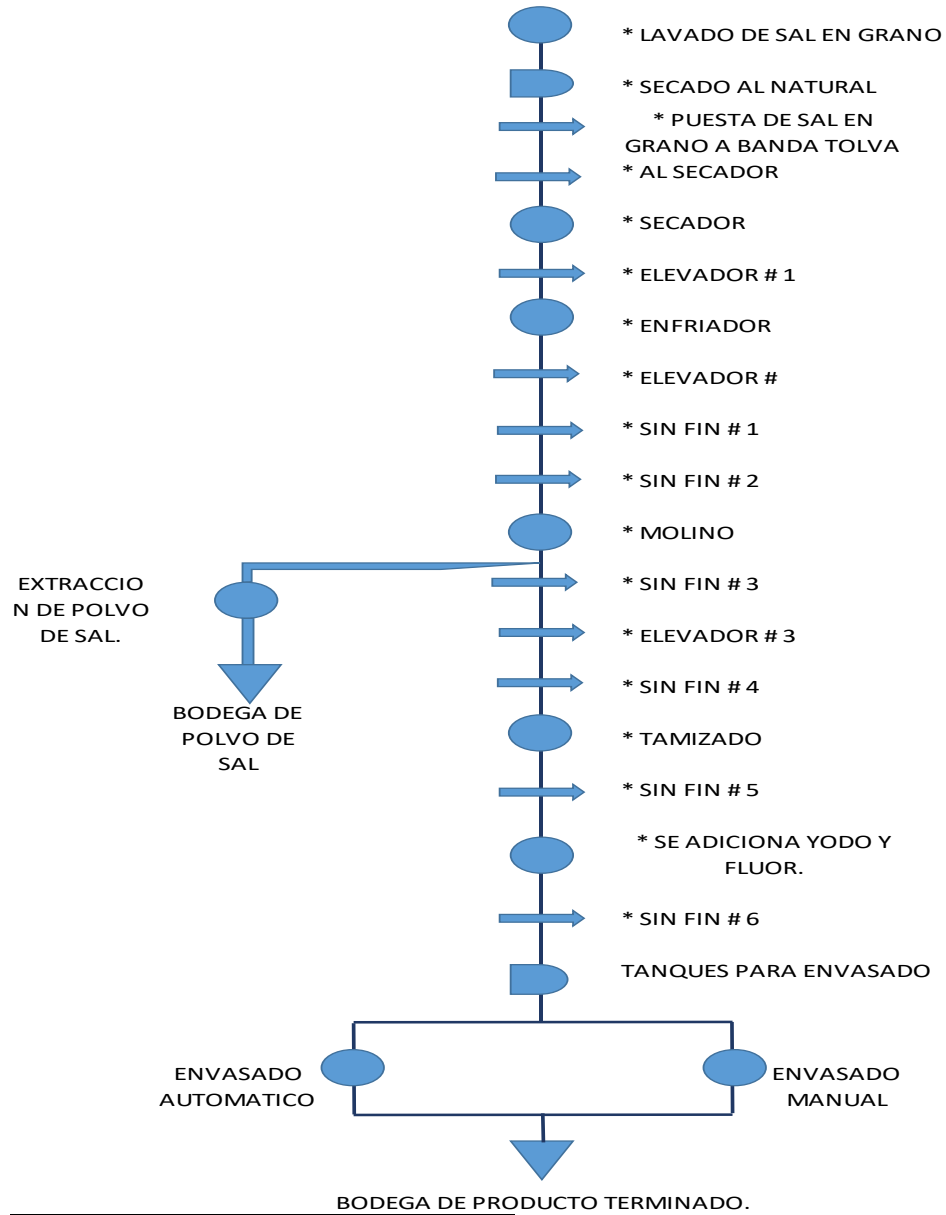 * LAVADO DE SAL EN GRANO
* SECADO AL NATURAL
* PUESTA DE SAL EN
GRANO A BANDA TOLVA
* AL SECADOR
* SECADOR
* ELEVADOR # 1
* ENFRIADOR
* ELEVADOR #
* SIN FIN # 1
* SIN FIN # 2
* MOLINO
EXTRACCIO
N DE POLVO
DE SAL.
* SIN FIN # 3
* ELEVADOR # 3
* SIN FIN # 4
BODEGA DE
POLVO DE
SAL
* TAMIZADO
* SIN FIN # 5
* SE ADICIONA YODO Y
FLUOR.
* SIN FIN # 6
TANQUES PARA ENVASADO
ENVASADO
AUTOMATICO
ENVASADO
MANUAL
BODEGA DE PRODUCTO TERMINADO.